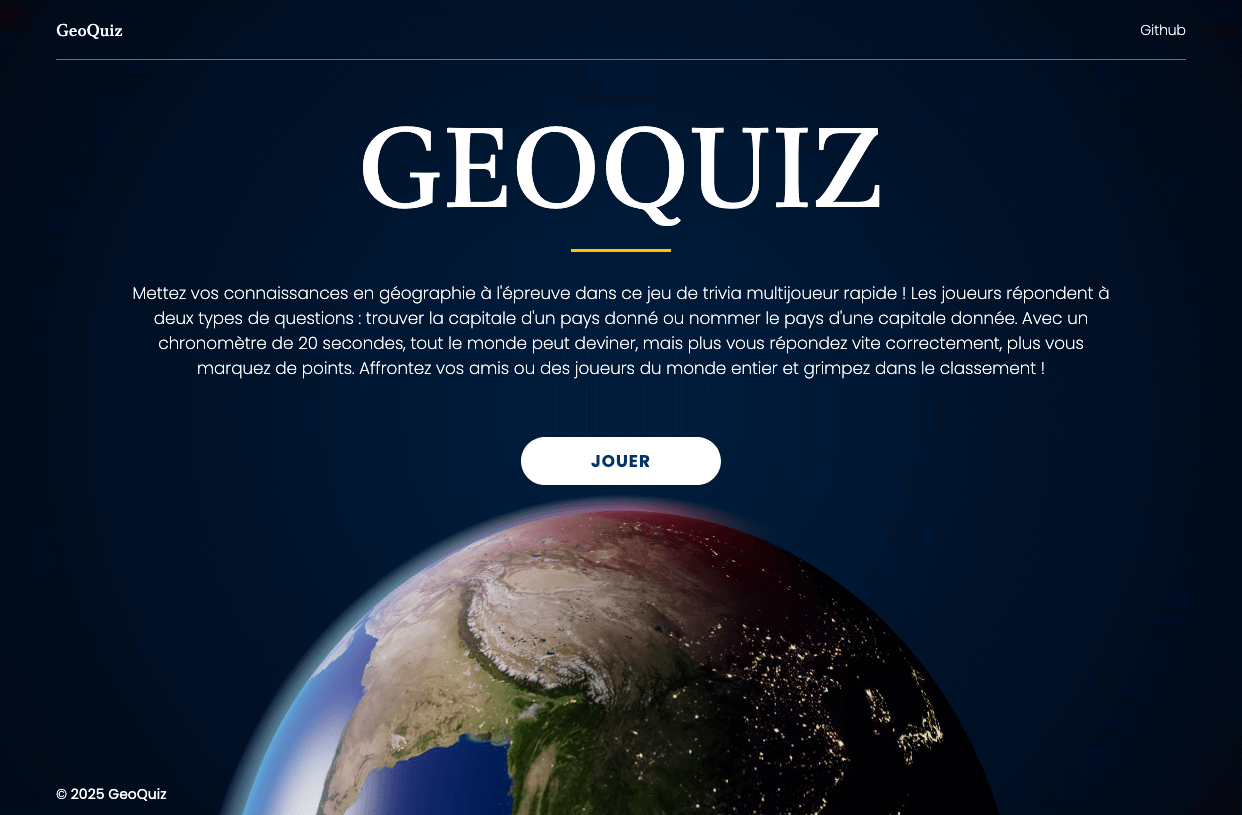 GeoQuiz
Github
GEOQUIZ
Mettez vos connaissances en géographie à l'épreuve dans ce jeu de trivia multijoueur rapide ! Les joueurs répondent à
deux types de questions : trouver la capitale d'un pays donné ou nommer le pays d'une capitale donnée. Avec un
chronomètre de 20 secondes, tout le monde peut deviner, mais plus vous répondez vite correctement, plus vous
marquez de points. Affrontez vos amis ou des joueurs du monde entier et grimpez dans le classement !
JOUER
© 2025 GeoQuiz